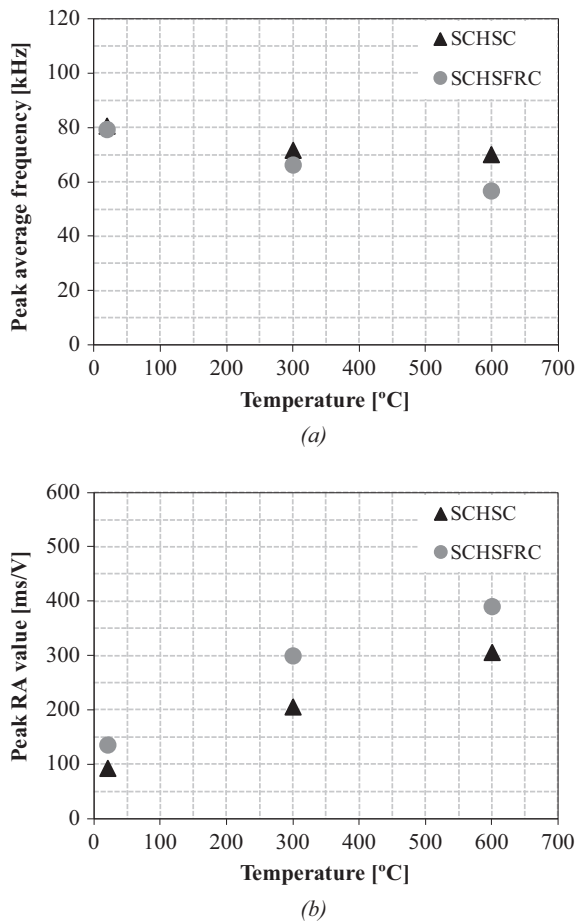 Peak average frequency [kHz]
120
100
80
60
40
20
0
SCHSC
SCHSFRC
0 100 200 300 400 500 600 700
Temperature [ºC]
(a)
Peak RA value [ms/V]
600
500
400
300
200
100
0
SCHSC
SCHSFRC
0 100 200 300 400 500 600 700
Temperature [ºC]
(b)